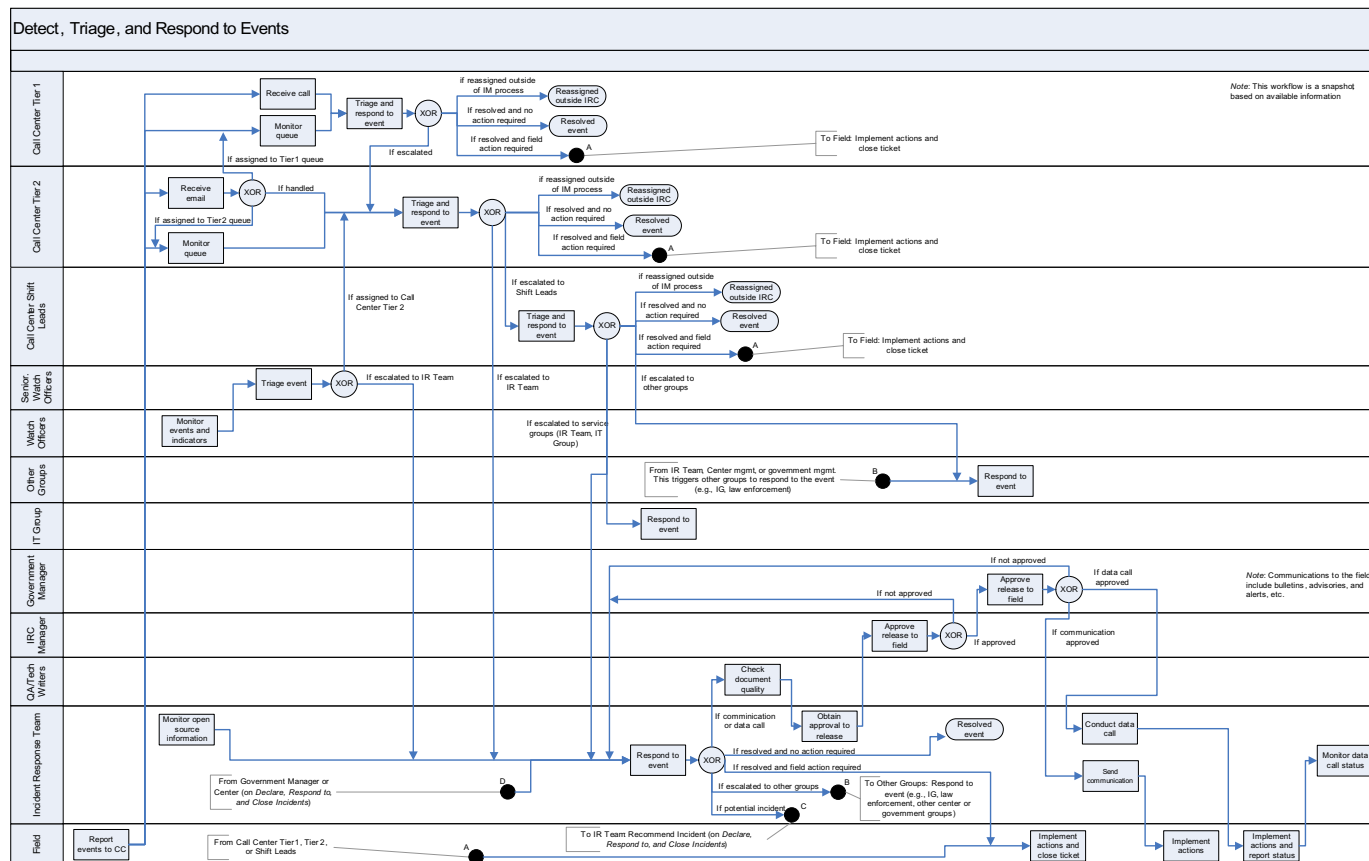 Detect, Triage, and Respond to Events
Call Center Tier 1
Receive call
Monitor
queue
Triage and
respond to
event
XOR
if reassigned outside
of IM process
Reassigned
outside IRC
If resolved and no
action required
Resolved
event
If resolved and field
action required
A
To Field: Implement actions and
close ticket
Note: This workflow is a snapshot,
based on available information
If escalated
If assigned to Tier1 queue
Call Center Tier 2
Receive
email
XOR
If handled
If assigned to Tier2 queue
Monitor
queue
Triage and
respond to
event
XOR
if reassigned outside
of IM process
Reassigned
outside IRC
If resolved and no
action required
Resolved
event
If resolved and field
action required
A
To Field: Implement actions and
close ticket
Call Center Shift
Leads
If assigned to Call
Center Tier 2
If escalated to
Shift Leads
Triage and
respond to
event
XOR
if reassigned outside
of IM process
Reassigned
outside IRC
If resolved and no
action required
Resolved
event
If resolved and field
action required
A
To Field: Implement actions and
close ticket
Senior.
Watch
Officers
Triage event
XOR
If escalated to IR Team
If escalated to
IR Team
If escalated to
other groups
Watch
Officers
Monitor
events and
indicators
If escalated to service
groups (IR Team, IT
Group)
Other
Groups
From IR Team, Center mgmt, or government mgmt.
This triggers other groups to respond to the event
(e.g., IG, law enforcement)
B
Respond to
event
IT Group
Respond to
event
Government
Manager
If not approved
Approve
release to
field
XOR
If data call
approved
Note: Communications to the field
include bulletins, advisories, and
alerts, etc.
If not approved
IRC
Manager
Approve
release to
field
XOR
If approved
If communication
approved
QA/Tech
Writers
Check
document
quality
Incident Response Team
Monitor open
source
information
Respond to
event
XOR
If comminication
or data call
Obtain
approval to
release
Resolved
event
If resolved and no action required
If resolved and field action required
If escalated to other groups
B
To Other Groups: Respond to
event (e.g., IG, law
enforcement, other center or
government groups)
If potential incident
C
From Government Manager or
Center (on Declare, Respond to,
and Close Incidents)
D
Conduct data
call
Send
communication
Monitor data
call status
Field
Report
events to CC
From Call Center Tier1, Tier 2,
or Shift Leads
A
To IR Team Recommend Incident (on Declare,
Respond to, and Close Incidents)
Implement
actions and
close ticket
Implement
actions
Implement
actions and
report status